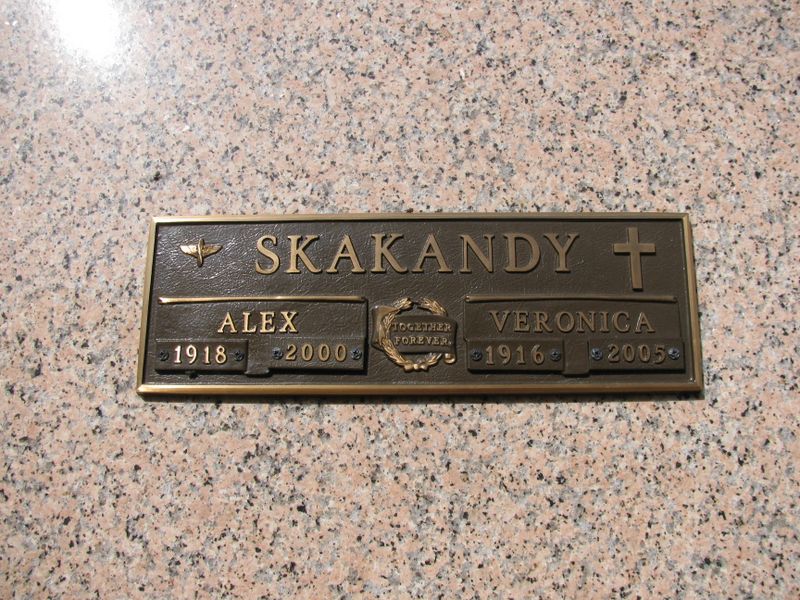 SKAKANDY
ALEX
1918 2000
TOGETHER
FOREVER
VERONICA
1916 2005